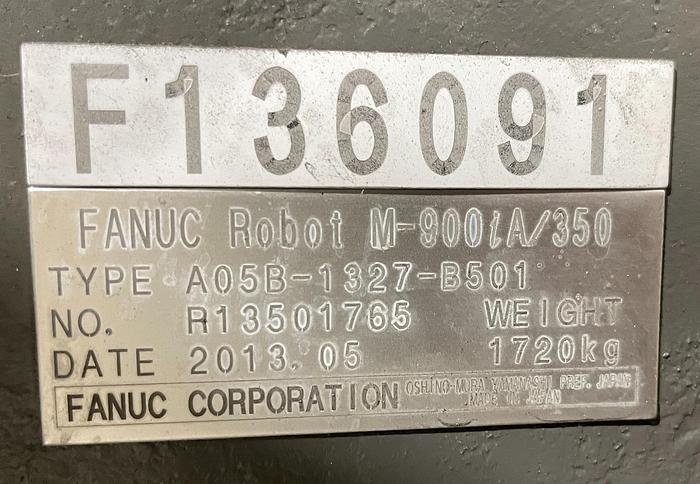 F136091
FANUC Robot M-900iA/350
TYPE A05B-1327-B501
NO. R13501765 WEIGHT
DATE 2013.05 1720kg
FANUC CORPORATION OSHINO-MURA YAMANASHI PREF. JAPAN
MADE IN JAPAN